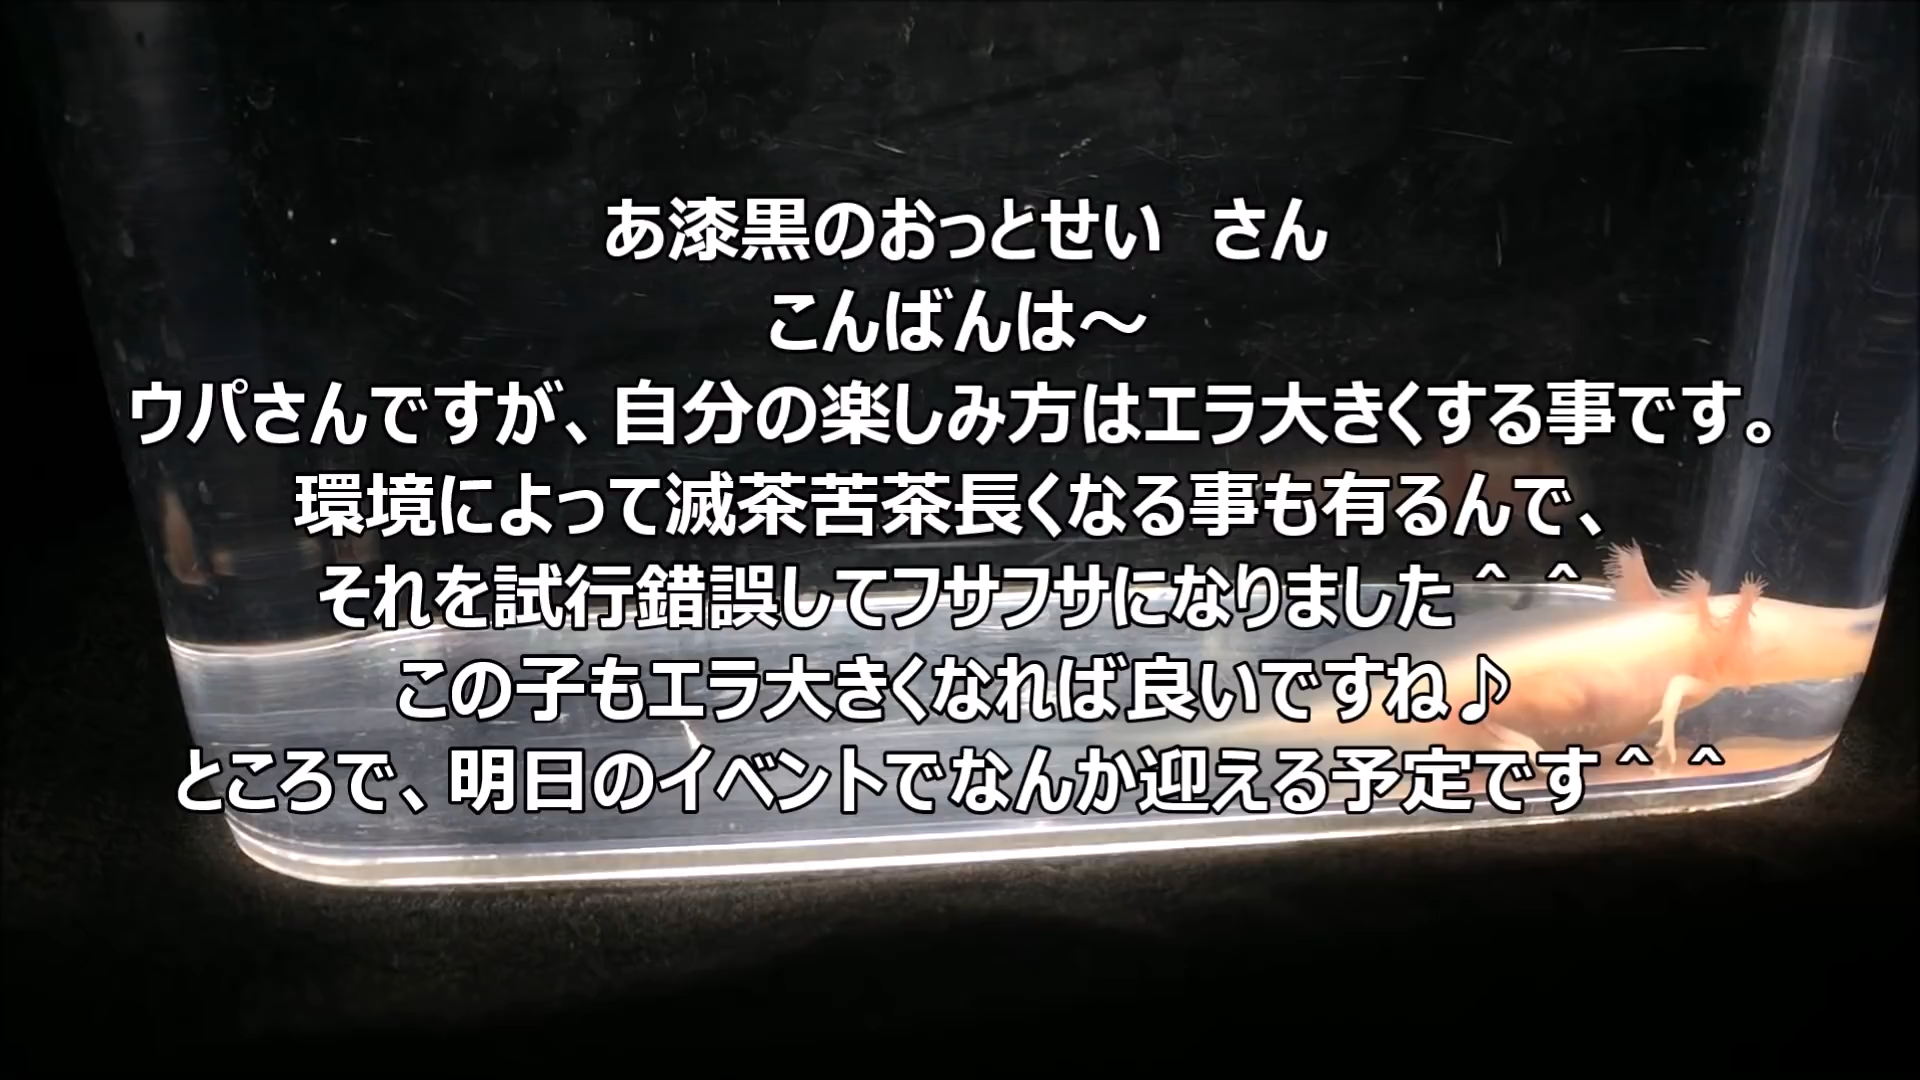 あ漆黒のおっとせい　さん
こんばんは～
ウパさんですが、自分の楽しみ方はエラ大きくする事です。
環境によって滅茶苦茶長くなる事も有るんで、
それを試行錯誤してフサフサになりました＾＾
この子もエラ大きくなれば良いですね♪
ところで、明日のイベントでなんか迎える予定です＾＾